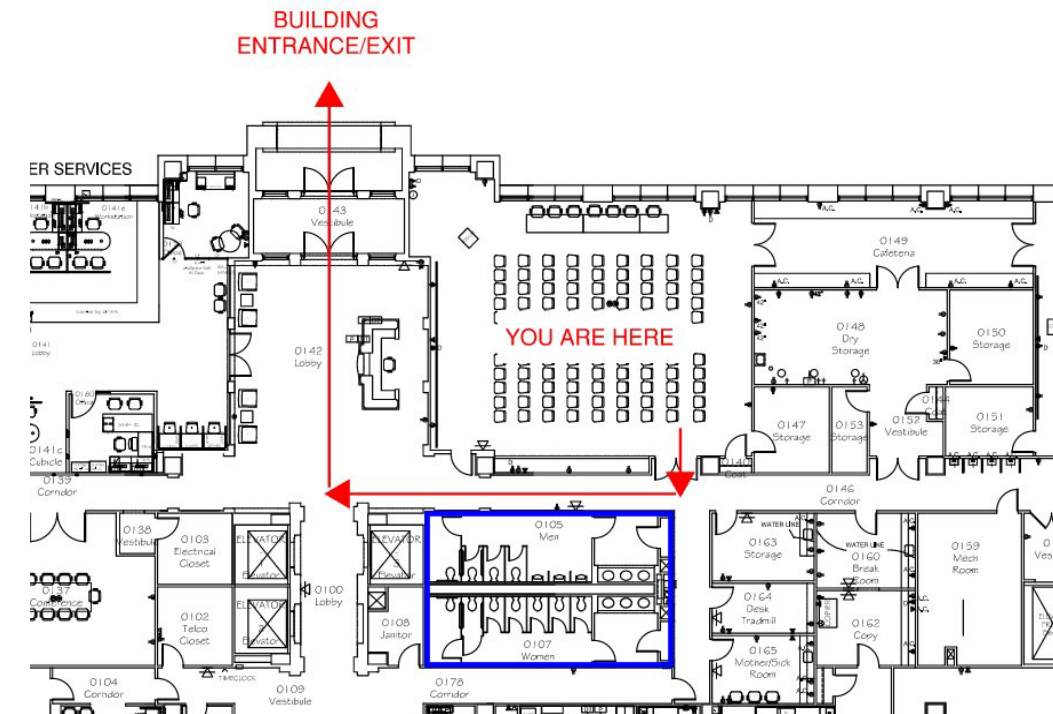 BUILDING
ENTRANCE/EXIT
ER SERVICES
0143
Vestibule
0149
Cafeteria
A.C.
A.C.
A.C.
A.C.
A.C.
A.C.
A.C.
0141
Lobby
0142
Lobby
YOU ARE HERE
0148
Dry
Storage
0150
Storage
0147
Storage
0153
Storage
0152
Vestibule
0151
Storage
0141c
Cubicle
0139
Corridor
0146
Corridor
0138
0103
Electrical
Closet
ELEVATOR
Elevator
0105
Men
WATER LINE
0163
Storage
WATER LINE
0160
Break
Room
0159
Mech
Room
0137
Conference
0100
Lobby
0102
Telco
Closet
ELEVATOR
0108
Janitor
0107
Women
0164
Desk
Tradmil
COPIER
0162
Copy
0165
Mother/Sick
Room
TIMECLOCK
0104
Corridor
0109
Vestibule
0178
Corridor